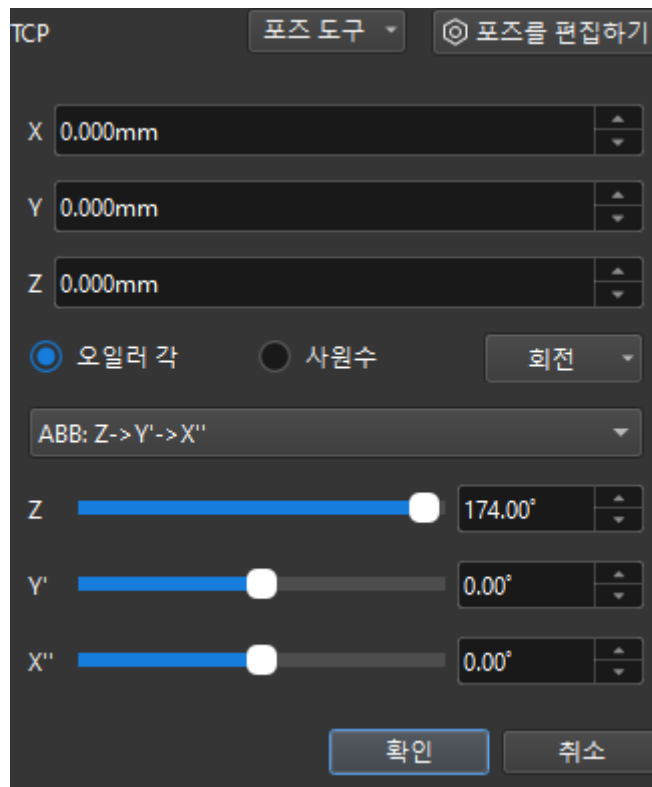 TCP 포즈 도구 포즈를 편집하기
X 0.000mm
Y 0.000mm
Z 0.000mm
오일러 각 사원수 회전
ABB: Z->Y'->X''
Z 174.00°
Y' 0.00°
X'' 0.00°
확인 취소